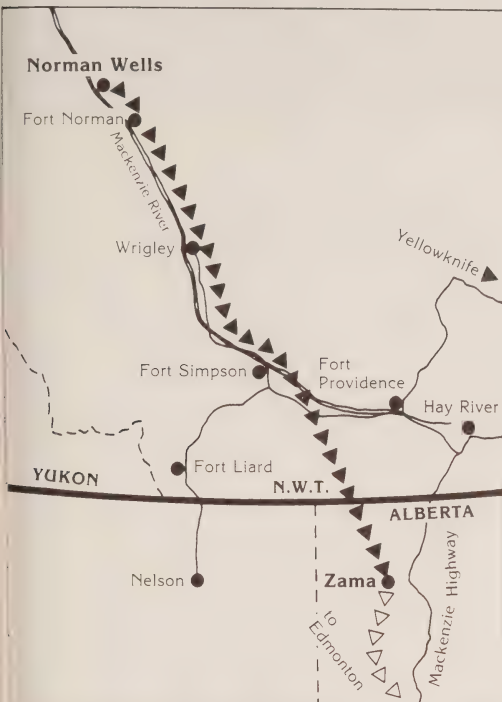 Norman Wells
Fort Norman
Mackenzie River
Wrigley
Yellowknife
Fort Simpson
Fort
Providence
Hay River
Fort Liard
YUKON
N.W.T.
ALBERTA
Nelson
Zama
to
Edmonton
Mackenzie Highway